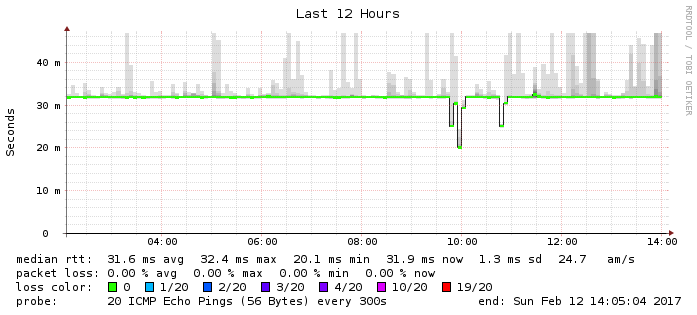 Last 12 Hours
RRDTOOL / TOBI OETIKER
Seconds
40 m
30 m
20 m
10 m
0
04:00 06:00 08:00 10:00 12:00 14:00
median rtt: 31.6 ms avg 32.4 ms max 20.1 ms min 31.9 ms now 1.3 ms sd 24.7 am/s
packet loss: 0.00 % avg 0.00 % max 0.00 % min 0.00 % now
loss color: 0 1/20 2/20 3/20 4/20 10/20 19/20
probe: 20 ICMP Echo Pings (56 Bytes) every 300s end: Sun Feb 12 14:05:04 2017